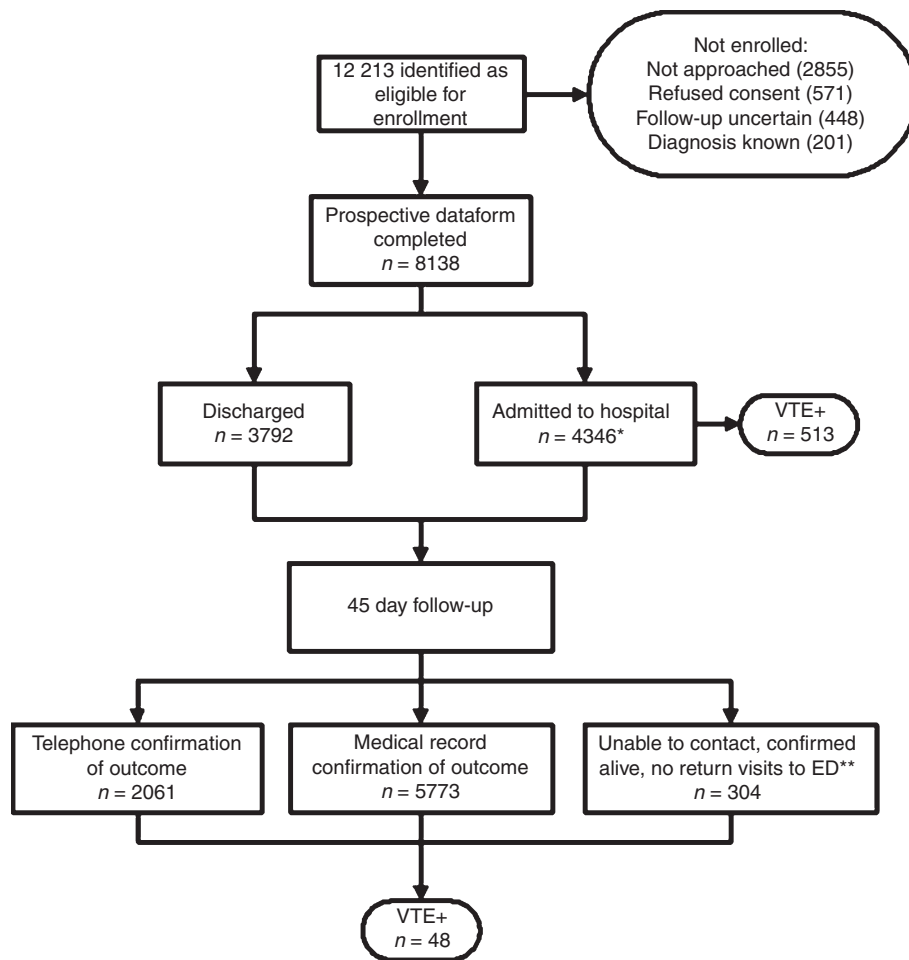 12 213 identified as
eligible for
enrollment
Not enrolled:
Not approached (2855)
Refused consent (571)
Follow-up uncertain (448)
Diagnosis known (201)
Prospective dataform
completed
n = 8138
Discharged
n = 3792
Admitted to hospital
n = 4346*
VTE+
n = 513
45 day follow-up
Telephone confirmation
of outcome
n = 2061
Medical record
confirmation of outcome
n = 5773
Unable to contact, confirmed
alive, no return visits to ED**
n = 304
VTE+
n = 48